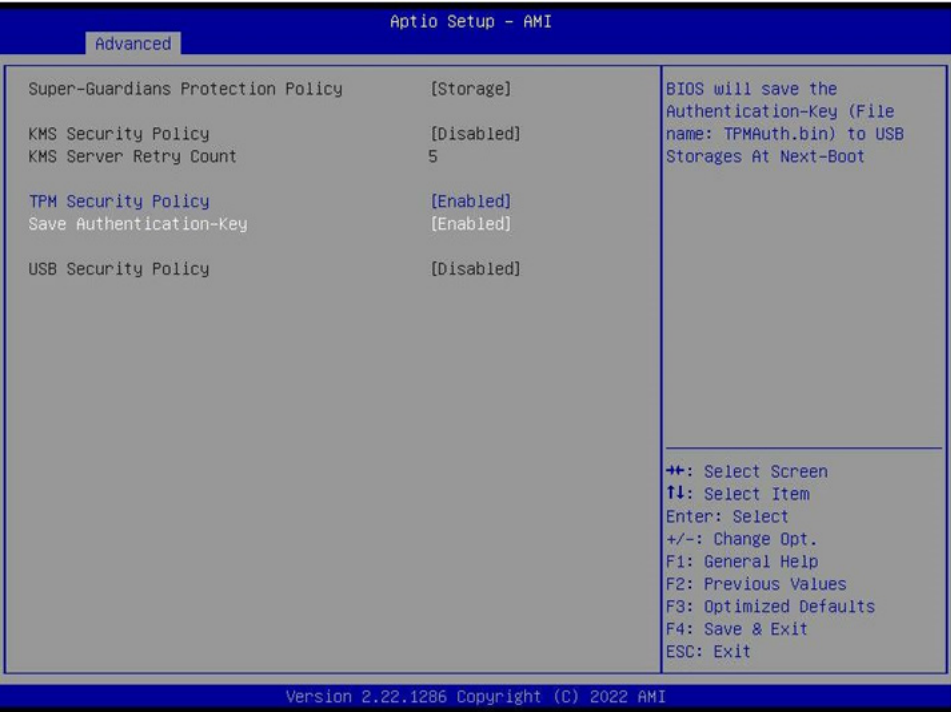 Aptio Setup – AMI
Advanced
Super-Guardians Protection Policy [Storage]
KMS Security Policy [Disabled]
KMS Server Retry Count 5
TPM Security Policy [Enabled]
Save Authentication-Key [Enabled]
USB Security Policy [Disabled]
BIOS will save the
Authentication-Key (File
name: TPMAuth.bin) to USB
Storages At Next-Boot
→←: Select Screen
↑↓: Select Item
Enter: Select
+/-: Change Opt.
F1: General Help
F2: Previous Values
F3: Optimized Defaults
F4: Save & Exit
ESC: Exit
Version 2.22.1286 Copyright (C) 2022 AMI